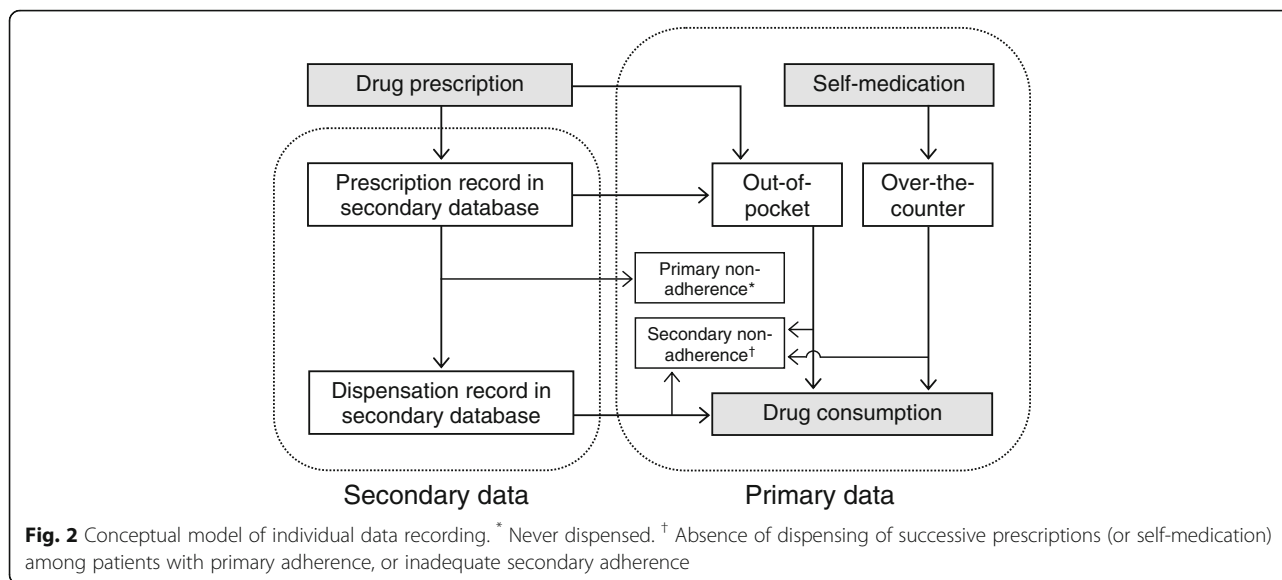 Drug prescription
Self-medication
Prescription record in
secondary database
Out-of-
pocket
Over-the-
counter
Primary non-
adherence*
Secondary non-
adherence†
Dispensation record in
secondary database
Drug consumption
Secondary data
Primary data
Fig. 2 Conceptual model of individual data recording. * Never dispensed. † Absence of dispensing of successive prescriptions (or self-medication)
among patients with primary adherence, or inadequate secondary adherence